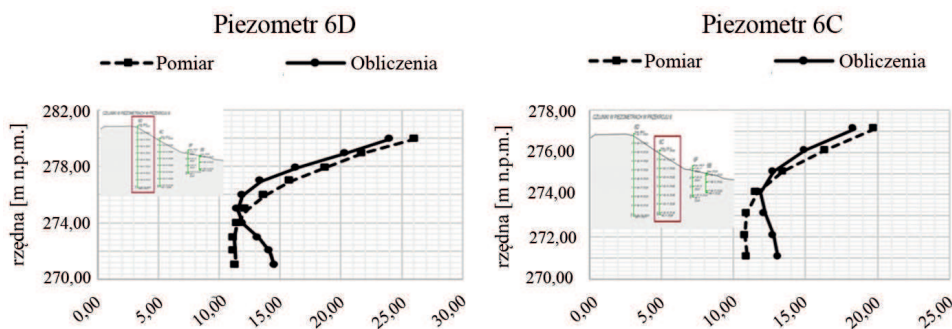 Piezometr 6D
Pomiar
Obliczenia
rzędna [m n.p.m.]
282,00
278,00
274,00
270,00
0,00
5,00
10,00
15,00
20,00
25,00
30,00
Piezometr 6C
Pomiar
Obliczenia
rzędna [m n.p.m.]
278,00
276,00
274,00
272,00
270,00
0,00
5,00
10,00
15,00
20,00
25,00